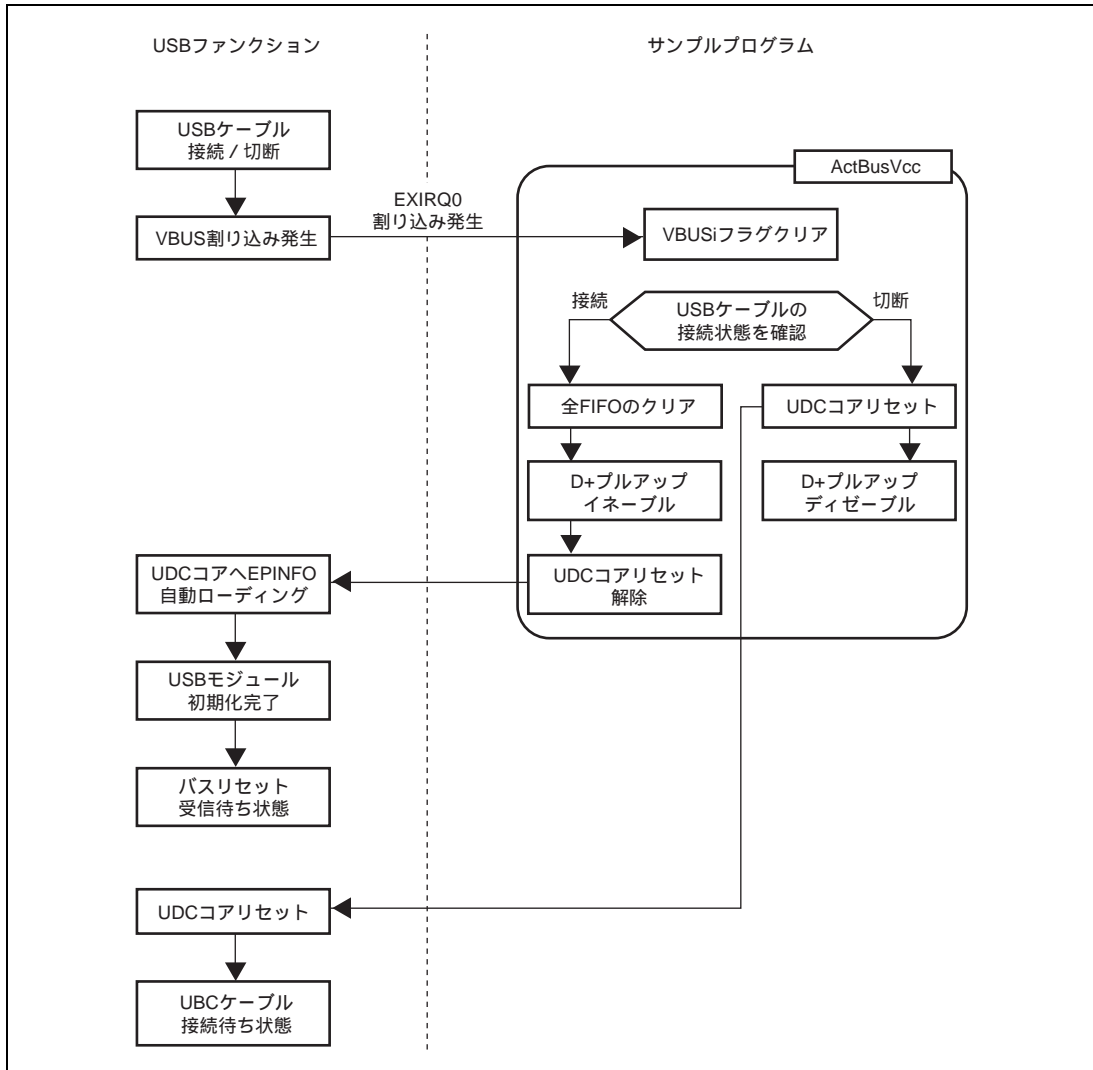 USBファンクション
サンプルプログラム
USBケーブル
接続 / 切断
VBUS割り込み発生
EXIRQ0
割り込み発生
ActBusVcc
VBUSiフラグクリア
接続
USBケーブルの
接続状態を確認
切断
全FIFOのクリア
UDCコアリセット
D+プルアップ
イネーブル
D+プルアップ
ディゼーブル
UDCコアリセット
解除
UDCコアへEPINFO
自動ローディング
USBモジュール
初期化完了
バスリセット
受信待ち状態
UDCコアリセット
UBCケーブル
接続待ち状態